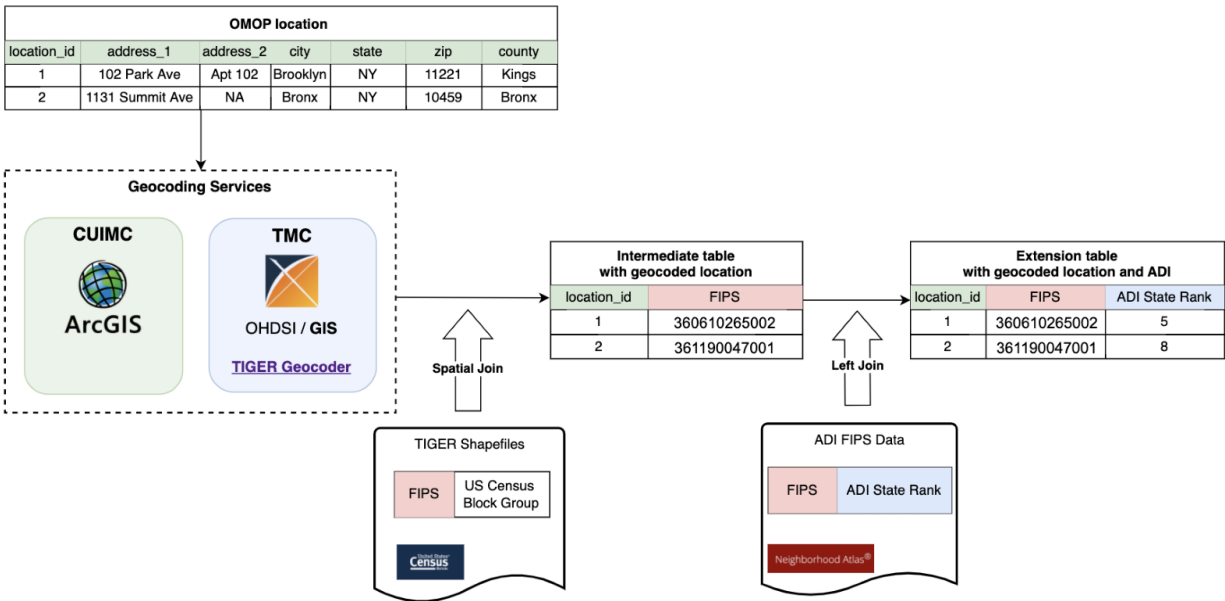 OMOP location
location_id address_1 address_2 city state zip county
1 102 Park Ave Apt 102 Brooklyn NY 11221 Kings
2 1131 Summit Ave NA Bronx NY 10459 Bronx
Geocoding Services
CUIMC
ArcGIS
TMC
OHDSI / GIS
TIGER Geocoder
Spatial Join
TIGER Shapefiles
FIPS
US Census
Block Group
United States
Census
Intermediate table
with geocoded location
location_id FIPS
1 360610265002
2 361190047001
Left Join
ADI FIPS Data
FIPS ADI State Rank
Neighborhood Atlas®
Extension table
with geocoded location and ADI
location_id FIPS ADI State Rank
1 360610265002 5
2 361190047001 8